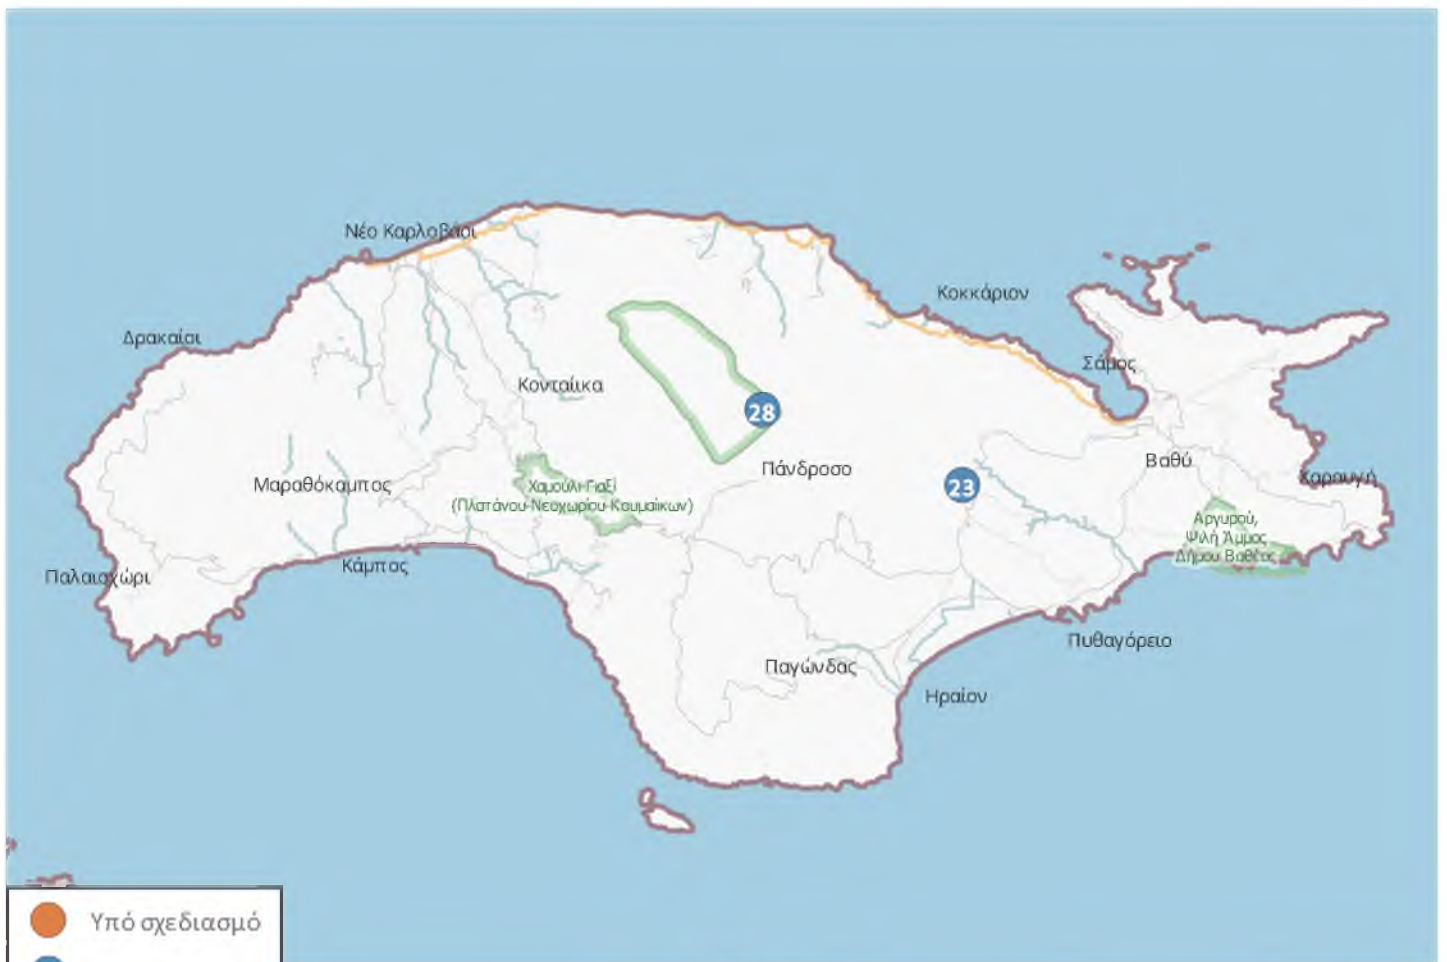 Νέο Καρλοβάσι
Κοκκάριον
Δρακαίοι
Σάμος
Κονταίικα
28
Πάνδροσο
Βαθύ
Μαραθόκαμπος
Χαμούλι-Γιαξί
(Πλατάνου-Νεοχωρίου-Κουμαίικων)
23
Χαραυγή
Αργυρού,
Ψιλή Άμμος
Δήμου Βαθέος
Κάμπος
Παλαιοχώρι
Πυθαγόρειο
Παγώνδας
Ηραίον
Υπό σχεδιασμό